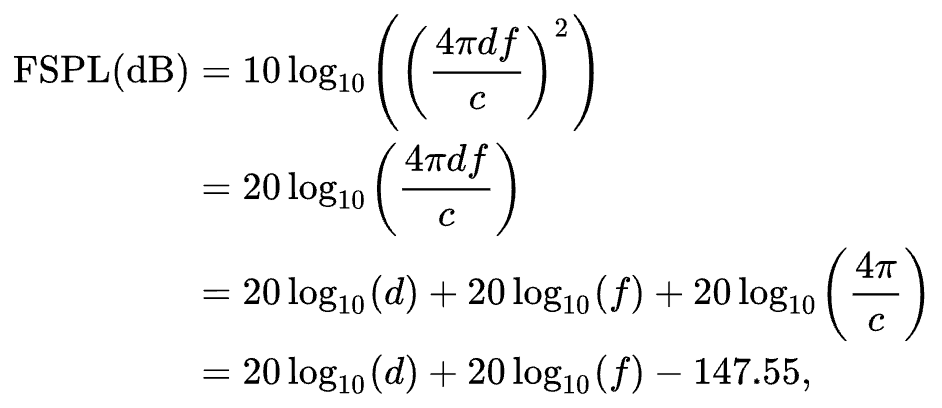 FSPL(dB) = 10 log₁₀ ((4πdf / c)²)
= 20 log₁₀ (4πdf / c)
= 20 log₁₀(d) + 20 log₁₀(f) + 20 log₁₀ (4π / c)
= 20 log₁₀(d) + 20 log₁₀(f) − 147.55,